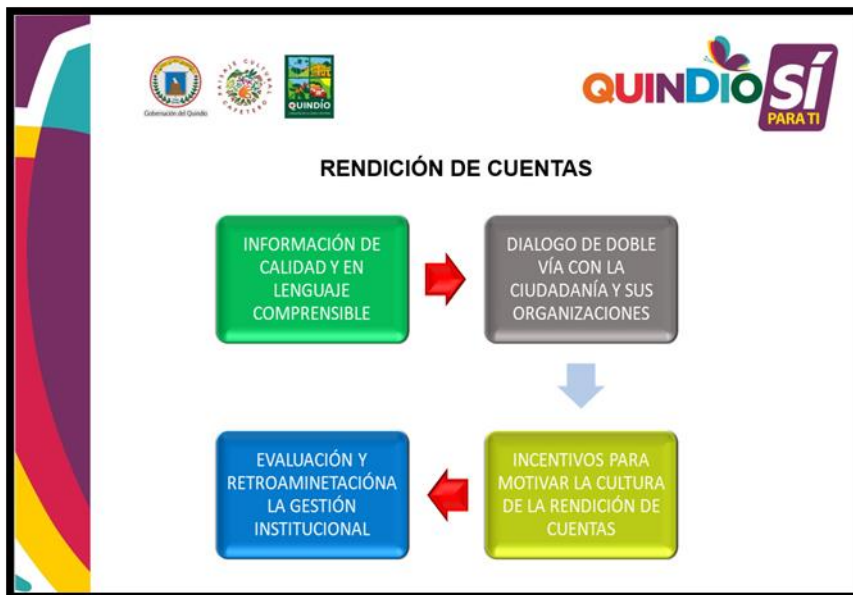 Gobernación del Quindío
PAISAJE CULTURAL CAFETERO
QUINDÍO
QUINDIO SÍ
PARA TI
RENDICIÓN DE CUENTAS
INFORMACIÓN DE
CALIDAD Y EN
LENGUAJE
COMPRENSIBLE
DIALOGO DE DOBLE
VÍA CON LA
CIUDADANÍA Y SUS
ORGANIZACIONES
EVALUACIÓN Y
RETROAMINETACIÓNA
LA GESTIÓN
INSTITUCIONAL
INCENTIVOS PARA
MOTIVAR LA CULTURA
DE LA RENDICIÓN DE
CUENTAS